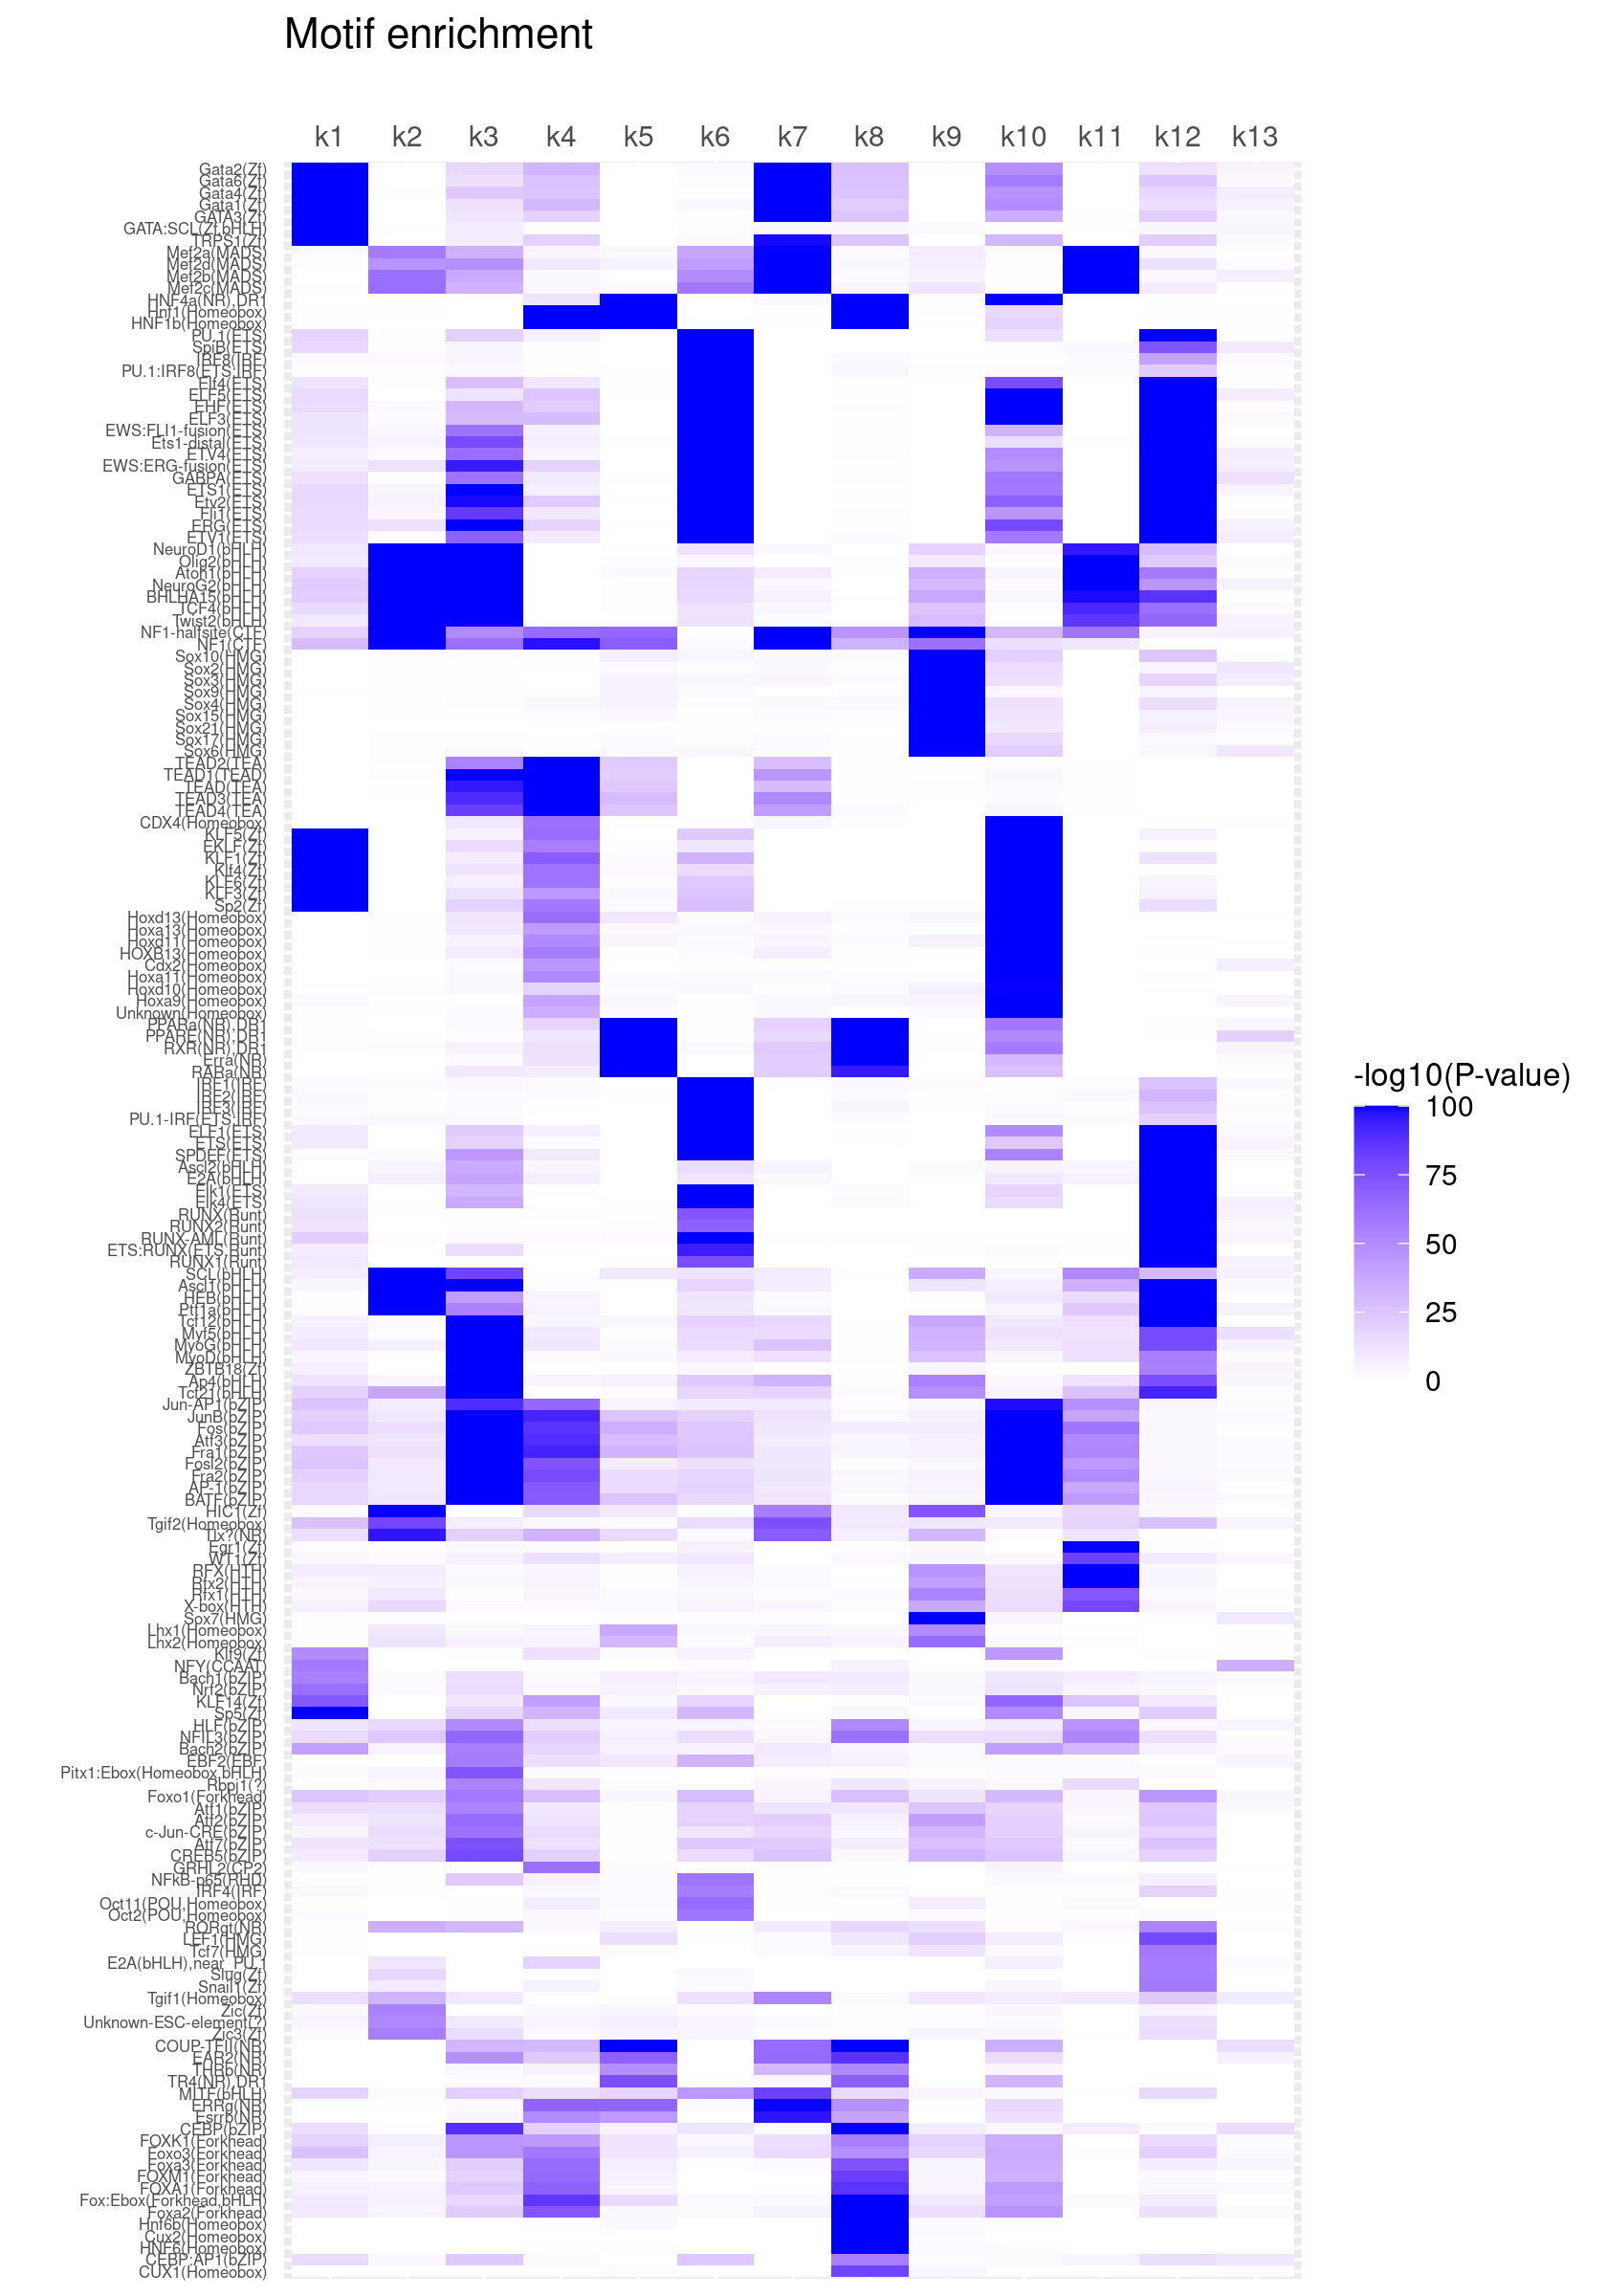 Motif enrichment
k1 k2 k3 k4 k5 k6 k7 k8 k9 k10 k11 k12 k13
Gata2(Zf)
Gata6(Zf)
Gata4(Zf)
Gata1(Zf)
GATA3(Zf)
GATA:SCL(Zf,bHLH)
TRPS1(Zf)
Mef2a(MADS)
Mef2d(MADS)
Mef2b(MADS)
Mef2c(MADS)
HNF4a(NR),DR1
Hnf1(Homeobox)
HNF1b(Homeobox)
PU.1(ETS)
SpiB(ETS)
IRF8(IRF)
PU.1:IRF8(ETS:IRF)
Elf4(ETS)
ELF5(ETS)
EHF(ETS)
ELF3(ETS)
EWS:FLI1-fusion(ETS)
Ets1-distal(ETS)
ETV4(ETS)
EWS:ERG-fusion(ETS)
GABPA(ETS)
ETS1(ETS)
Etv2(ETS)
Fli1(ETS)
ERG(ETS)
ETV1(ETS)
NeuroD1(bHLH)
Olig2(bHLH)
Atoh1(bHLH)
NeuroG2(bHLH)
BHLHA15(bHLH)
TCF4(bHLH)
Twist2(bHLH)
NF1-halfsite(CTF)
NF1(CTF)
Sox10(HMG)
Sox2(HMG)
Sox3(HMG)
Sox9(HMG)
Sox4(HMG)
Sox15(HMG)
Sox21(HMG)
Sox17(HMG)
Sox6(HMG)
TEAD2(TEA)
TEAD1(TEAD)
TEAD(TEA)
TEAD3(TEA)
TEAD4(TEA)
CDX4(Homeobox)
KLF5(Zf)
EKLF(Zf)
KLF1(Zf)
Klf4(Zf)
KLF6(Zf)
KLF3(Zf)
Sp2(Zf)
Hoxd13(Homeobox)
Hoxa13(Homeobox)
Hoxd11(Homeobox)
HOXB13(Homeobox)
Cdx2(Homeobox)
Hoxa11(Homeobox)
Hoxd10(Homeobox)
Hoxa9(Homeobox)
Unknown(Homeobox)
PPARa(NR),DR1
PPARE(NR),DR1
RXR(NR),DR1
Erra(NR)
RARa(NR)
IRF1(IRF)
IRF2(IRF)
IRF3(IRF)
PU.1-IRF(ETS:IRF)
ELF1(ETS)
ETS(ETS)
SPDEF(ETS)
Ascl2(bHLH)
E2A(bHLH)
Elk1(ETS)
Elk4(ETS)
RUNX(Runt)
RUNX2(Runt)
RUNX-AML(Runt)
ETS:RUNX(ETS,Runt)
RUNX1(Runt)
SCL(bHLH)
Ascl1(bHLH)
HEB(bHLH)
Ptf1a(bHLH)
Tcf12(bHLH)
Myf5(bHLH)
MyoG(bHLH)
MyoD(bHLH)
ZBTB18(Zf)
Ap4(bHLH)
Tcf21(bHLH)
Jun-AP1(bZIP)
JunB(bZIP)
Fos(bZIP)
Atf3(bZIP)
Fra1(bZIP)
Fosl2(bZIP)
Fra2(bZIP)
AP-1(bZIP)
BATF(bZIP)
HIC1(Zf)
Tgif2(Homeobox)
Tlx?(NR)
Egr1(Zf)
WT1(Zf)
RFX(HTH)
Rfx2(HTH)
Rfx1(HTH)
X-box(HTH)
Sox7(HMG)
Lhx1(Homeobox)
Lhx2(Homeobox)
Klf9(Zf)
NFY(CCAAT)
Bach1(bZIP)
Nrf2(bZIP)
KLF14(Zf)
Sp5(Zf)
HLF(bZIP)
NFIL3(bZIP)
Bach2(bZIP)
EBF2(EBF)
Pitx1:Ebox(Homeobox,bHLH)
Rbpj1(?)
Foxo1(Forkhead)
Atf1(bZIP)
Atf2(bZIP)
c-Jun-CRE(bZIP)
Atf7(bZIP)
CREB5(bZIP)
GRHL2(CP2)
NFkB-p65(RHD)
IRF4(IRF)
Oct11(POU,Homeobox)
Oct2(POU,Homeobox)
RORgt(NR)
LEF1(HMG)
Tcf7(HMG)
E2A(bHLH),near_PU.1
Slug(Zf)
Snail1(Zf)
Tgif1(Homeobox)
Zic(Zf)
Unknown-ESC-element(?)
Zic3(Zf)
COUP-TFII(NR)
EAR2(NR)
THRb(NR)
TR4(NR),DR1
MITF(bHLH)
ERRg(NR)
Esrrb(NR)
CEBP(bZIP)
FOXK1(Forkhead)
Foxo3(Forkhead)
Foxa3(Forkhead)
FOXM1(Forkhead)
FOXA1(Forkhead)
Fox:Ebox(Forkhead,bHLH)
Foxa2(Forkhead)
Hnf6b(Homeobox)
Cux2(Homeobox)
HNF6(Homeobox)
CEBP:AP1(bZIP)
CUX1(Homeobox)
-log10(P-value)
100
75
50
25
0